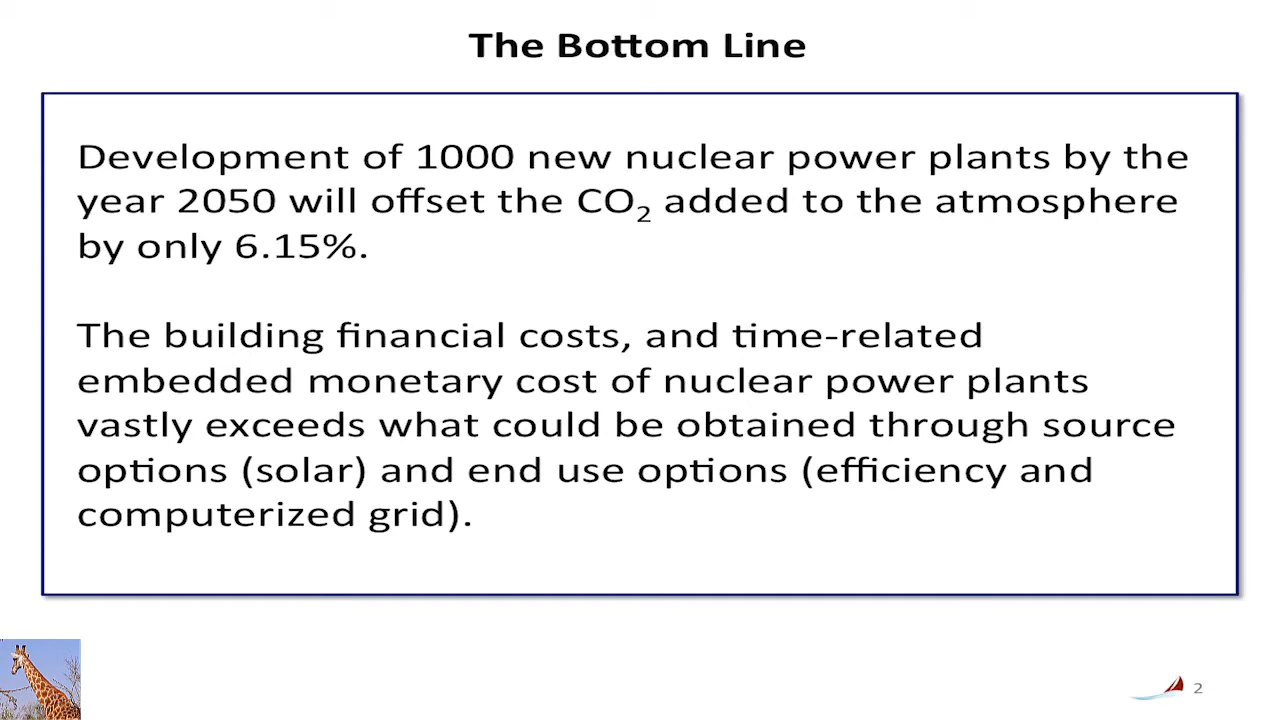 The Bottom Line
Development of 1000 new nuclear power plants by the
year 2050 will offset the CO₂ added to the atmosphere
by only 6.15%.
The building financial costs, and time-related
embedded monetary cost of nuclear power plants
vastly exceeds what could be obtained through source
options (solar) and end use options (efficiency and
computerized grid).
2